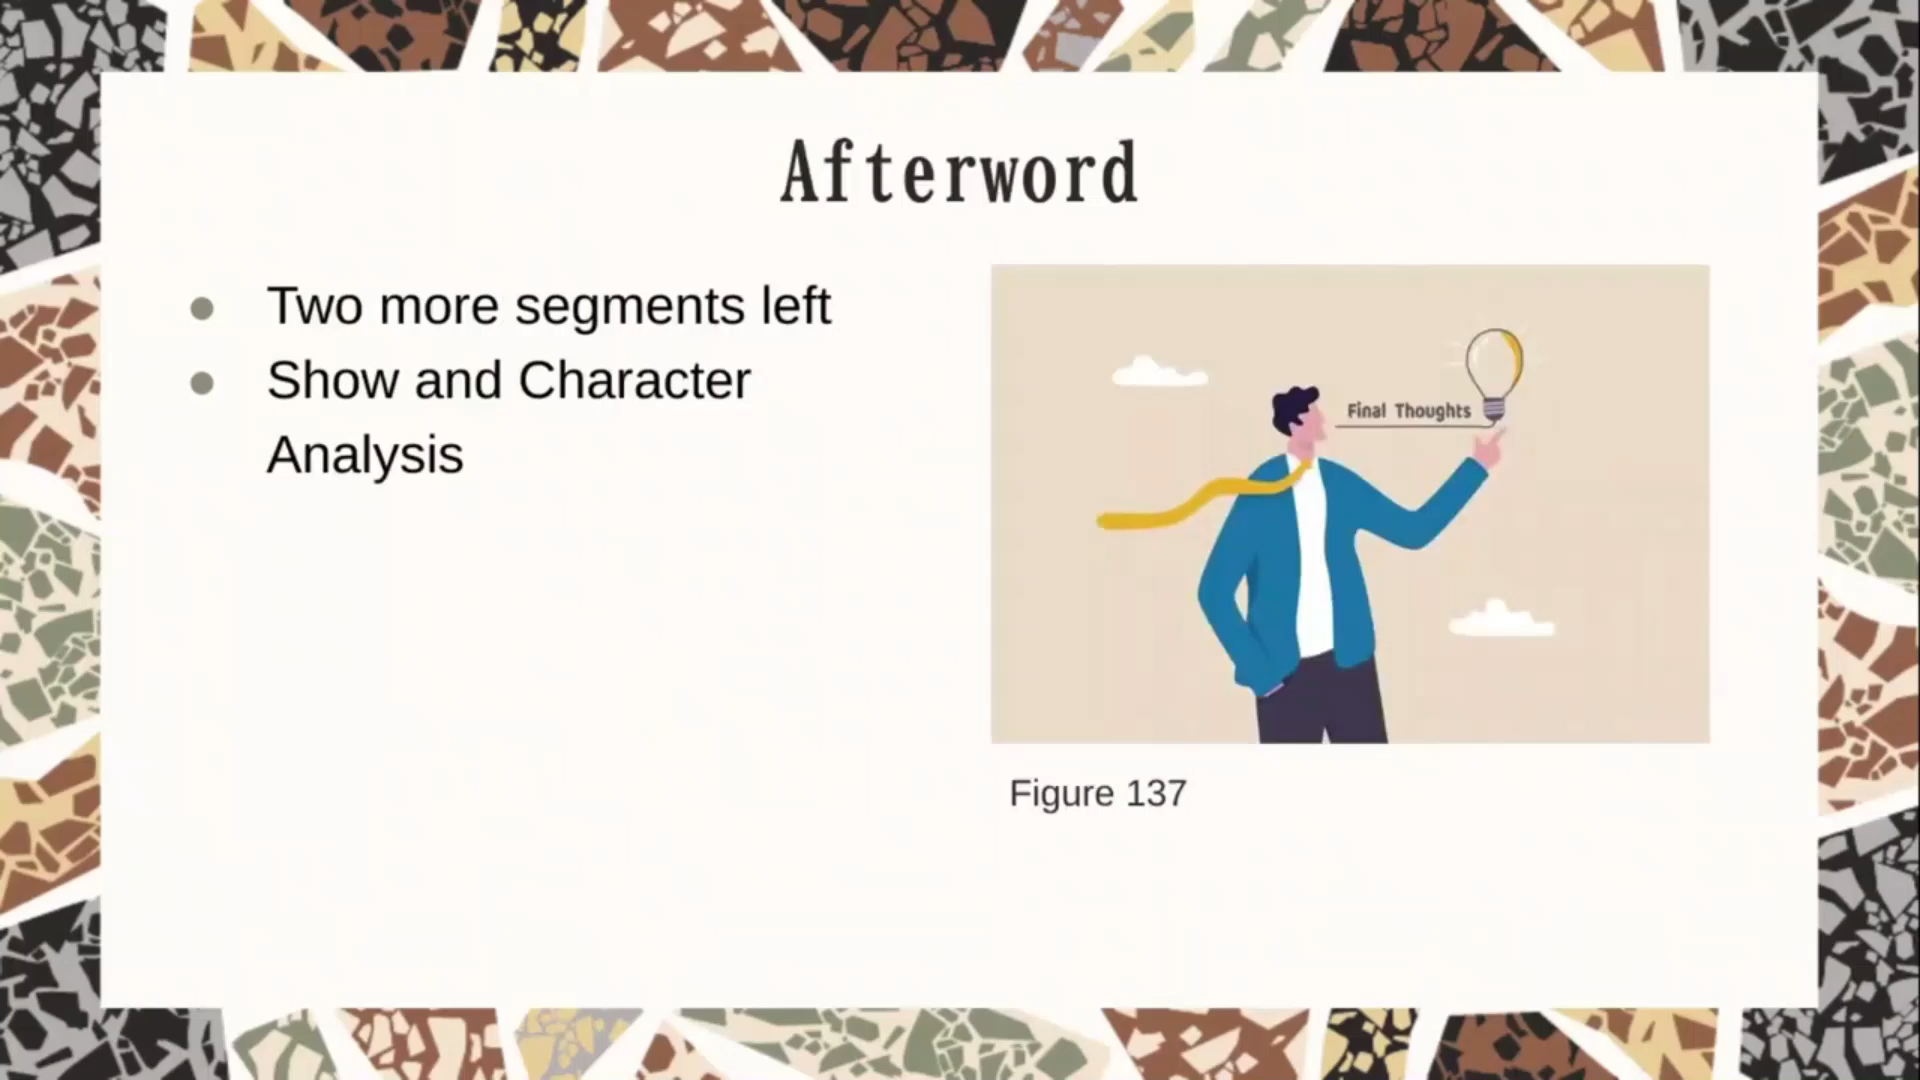 Afterword
Two more segments left
Show and Character
Analysis
Final Thoughts
Figure 137